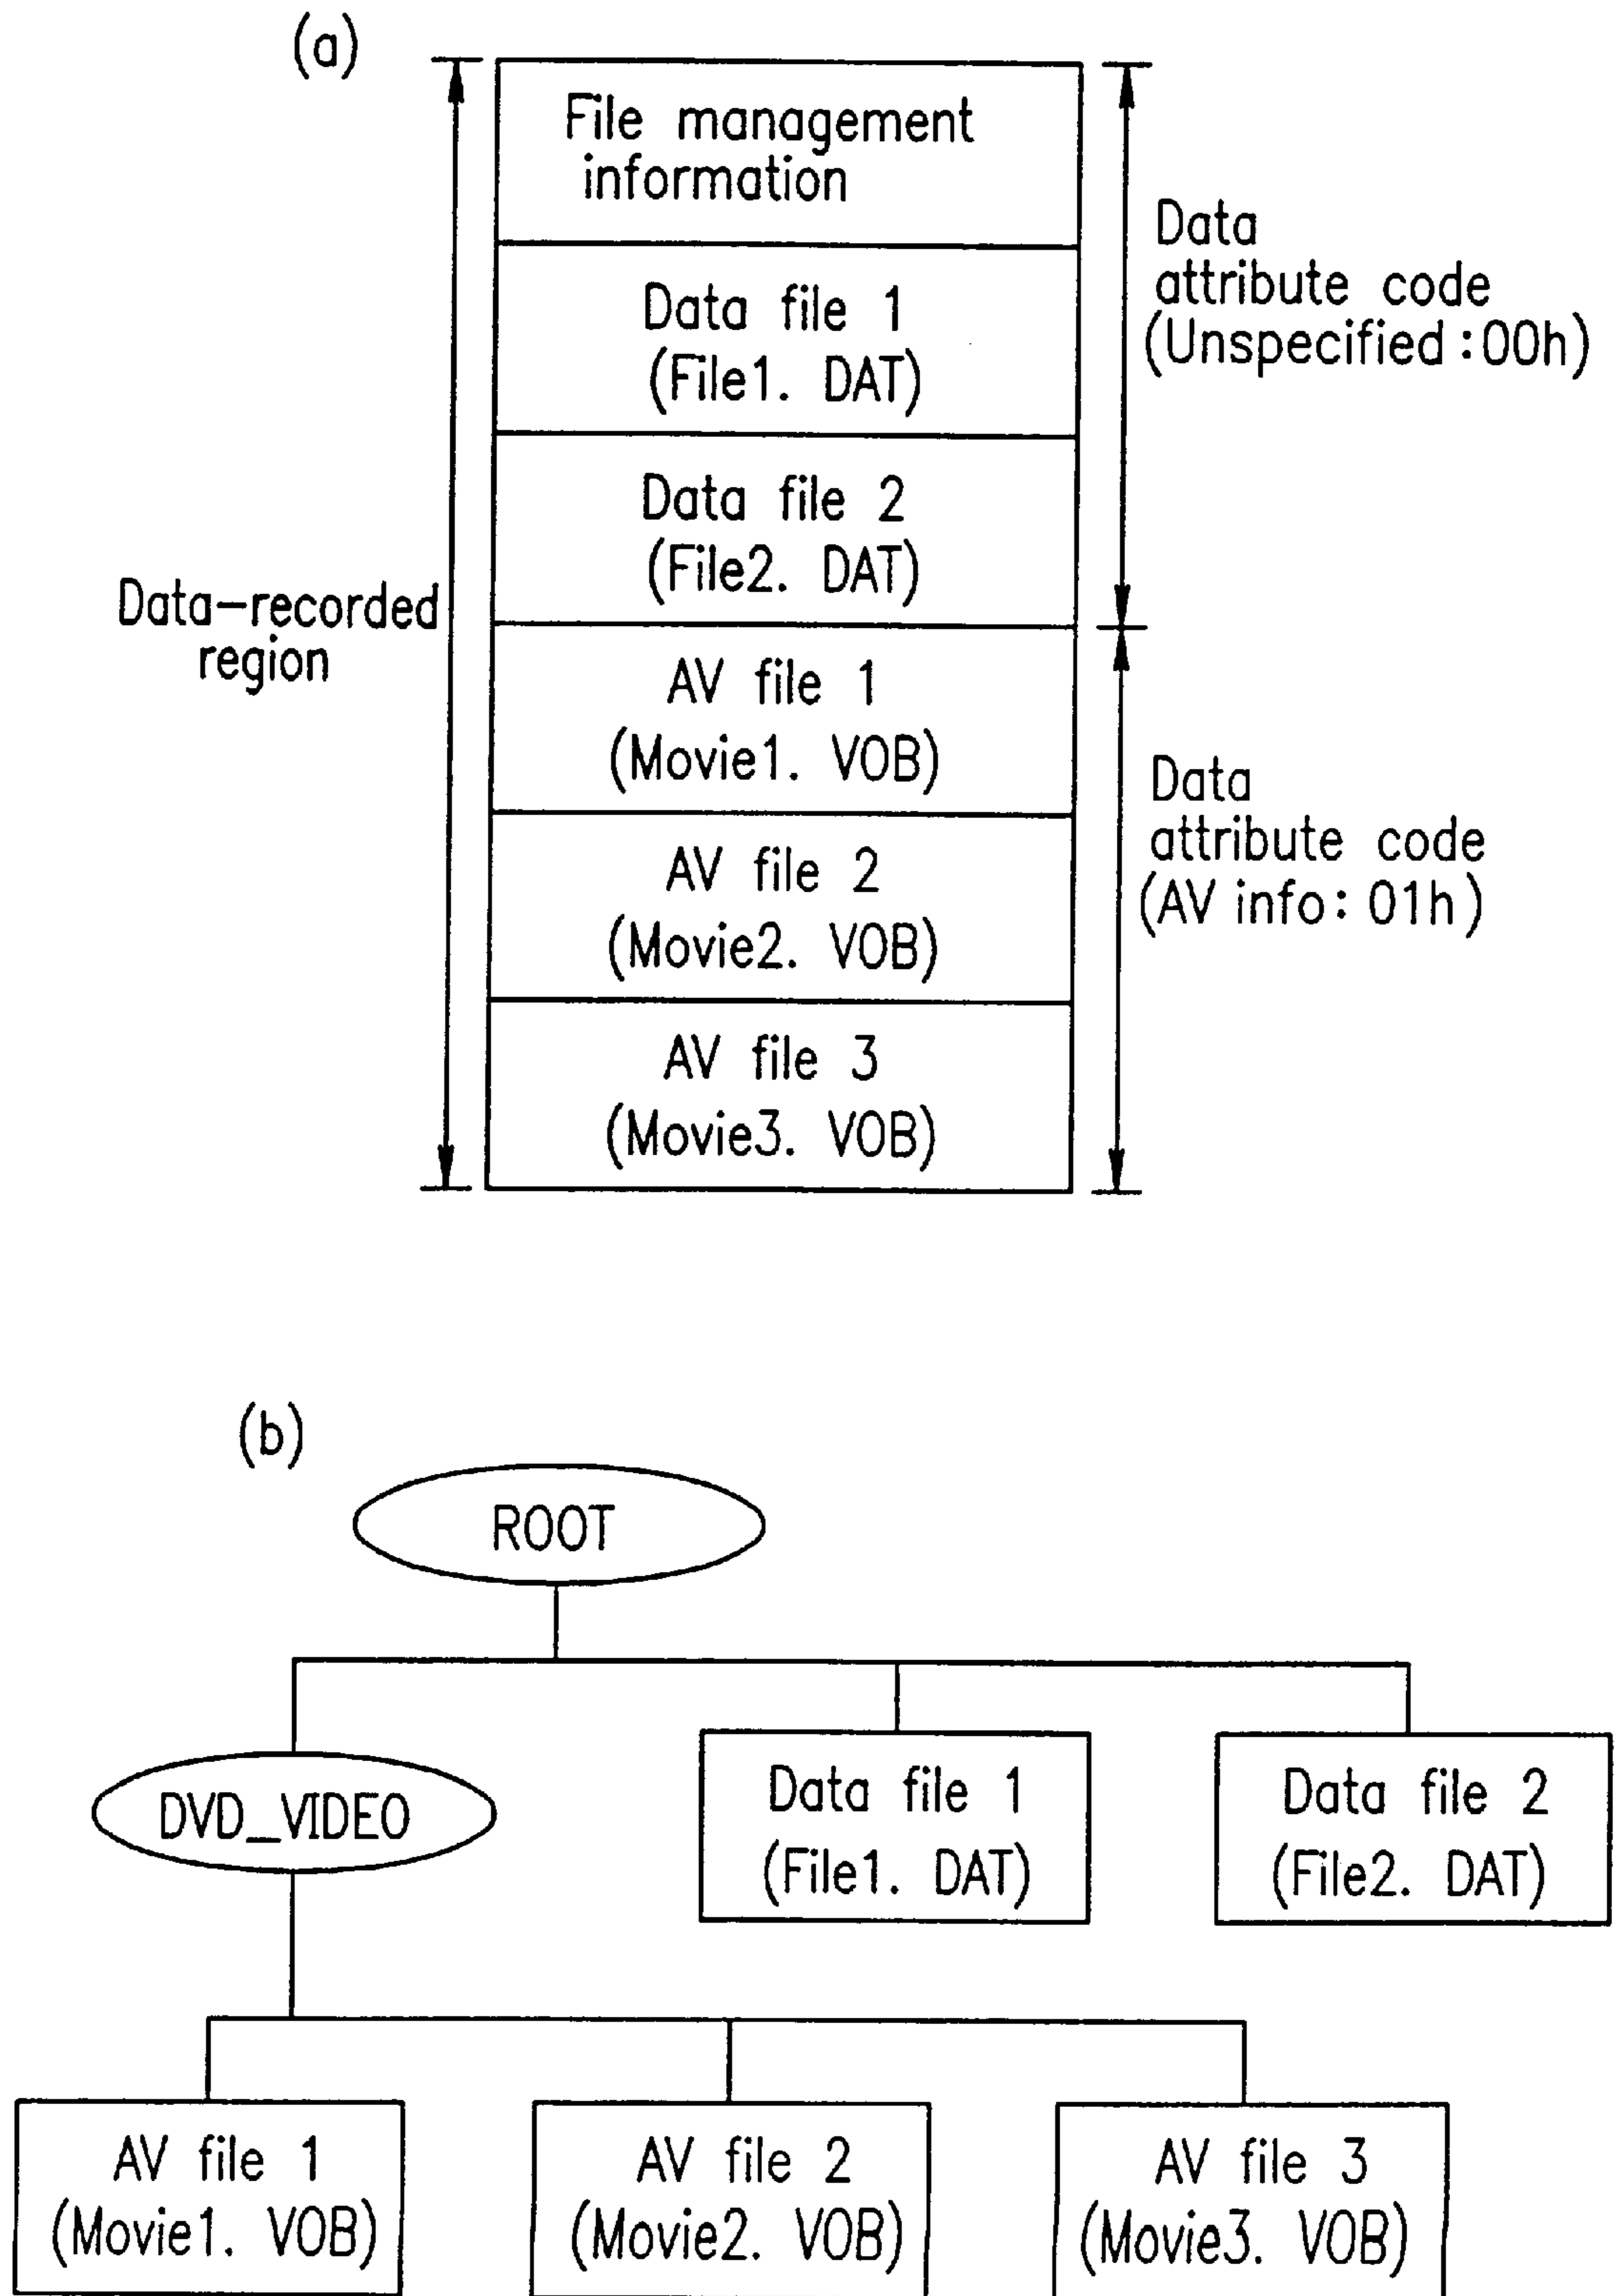 (a)
File management
information
Data file 1
(File1. DAT)
Data file 2
(File2. DAT)
AV file 1
(Movie1. VOB)
AV file 2
(Movie2. VOB)
AV file 3
(Movie3. VOB)
Data-recorded
region
Data
attribute code
(Unspecified :00h)
Data
attribute code
(AV info: 01h)
(b)
ROOT
DVD_VIDEO
Data file 1
(File1. DAT)
Data file 2
(File2. DAT)
AV file 1
(Movie1. VOB)
AV file 2
(Movie2. VOB)
AV file 3
(Movie3. VOB)